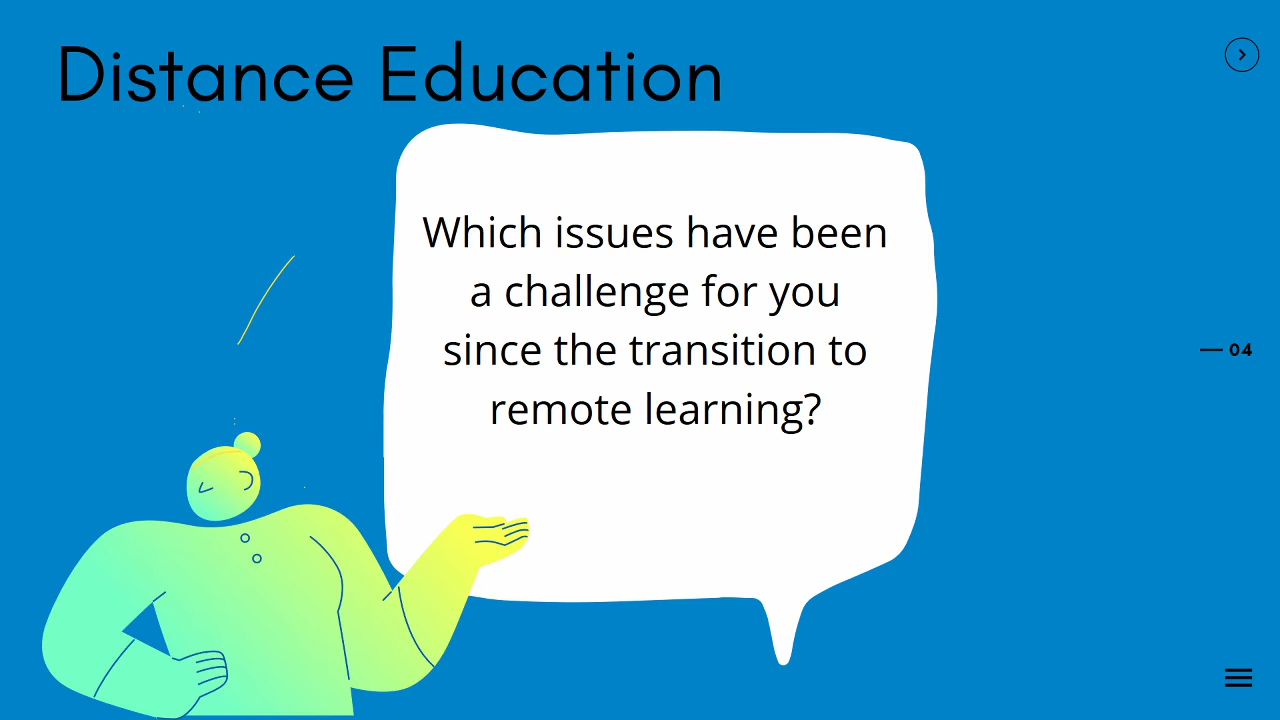 Distance Education
Which issues have been
a challenge for you
since the transition to
remote learning?
04